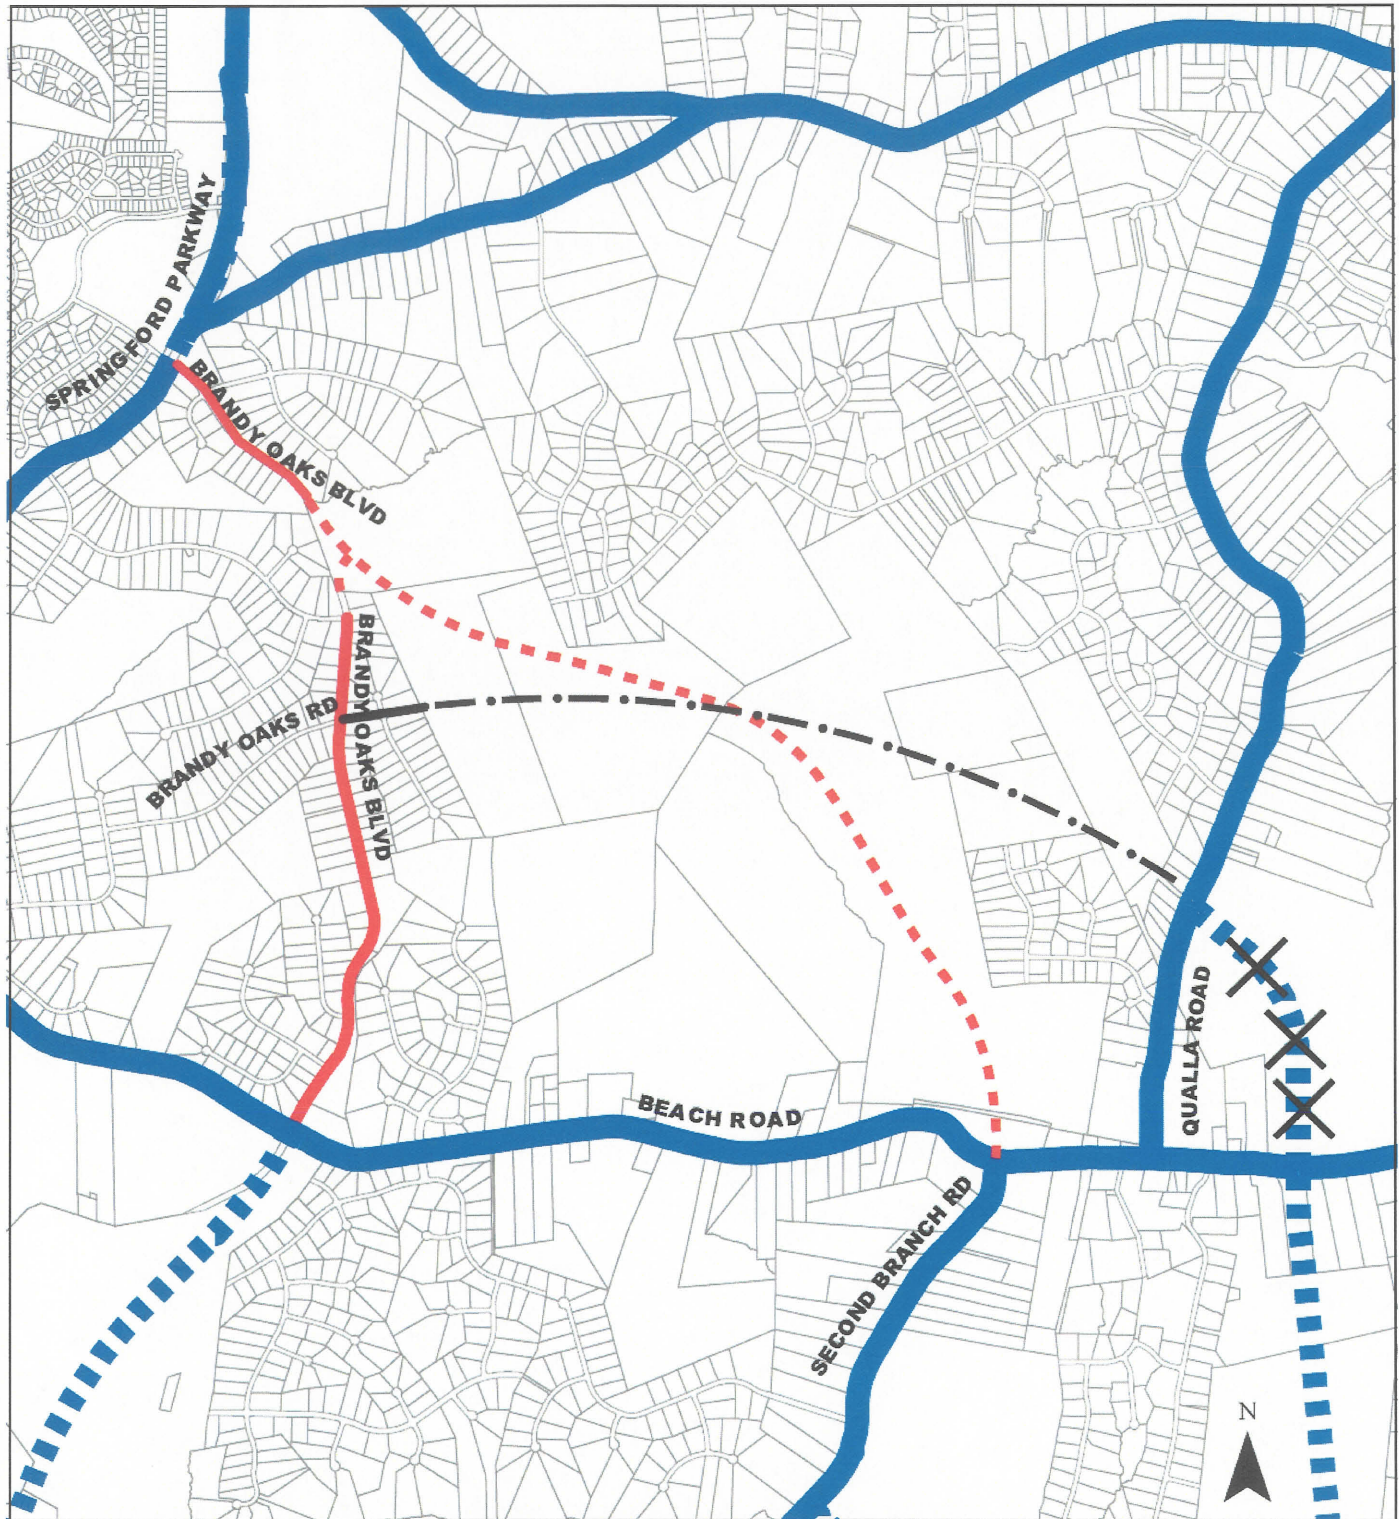 SPRINGFORD PARKWAY
BRANDY OAKS BLVD
BRANDY OAKS BLVD
BRANDY OAKS RD
QUALLA ROAD
BEACH ROAD
SECOND BRANCH RD
N